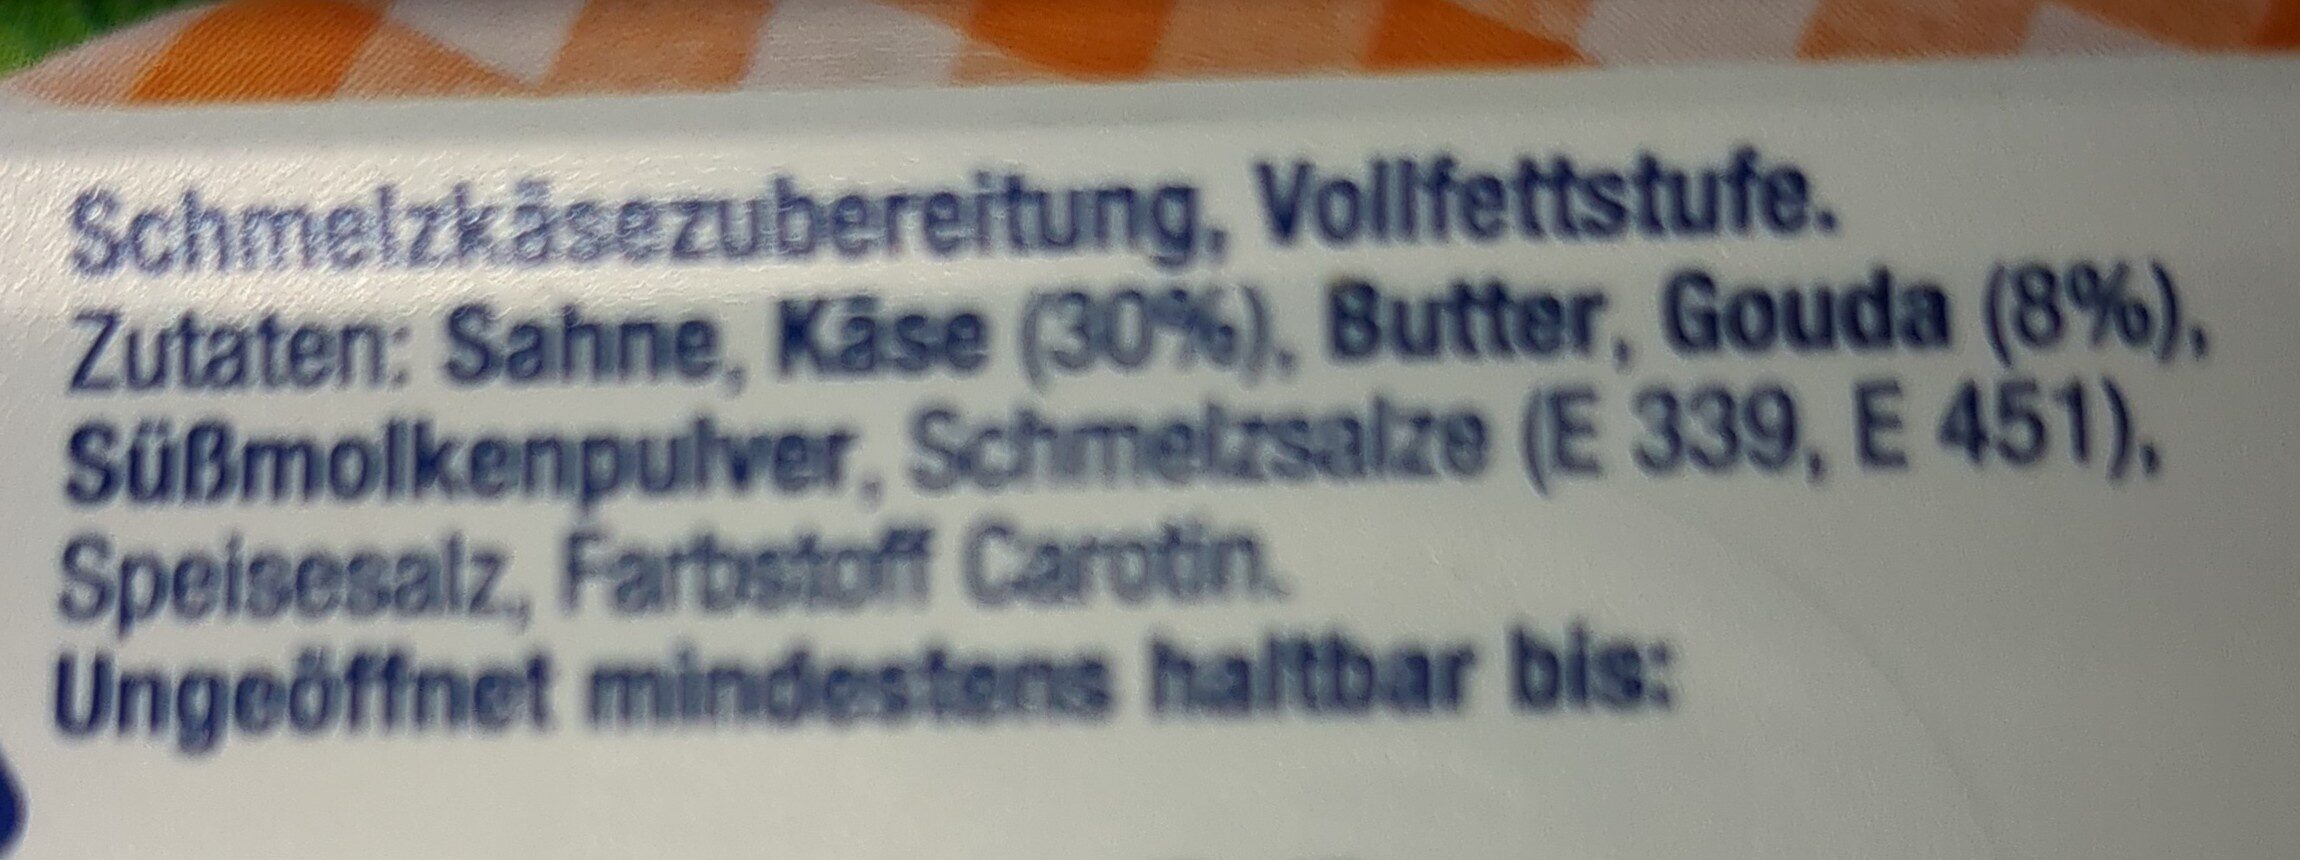 Schmelzkäsezubereitung, Vollfettstufe.
Zutaten: Sahne, Käse (30%), Butter, Gouda (8%),
Süßmolkenpulver, Schmelzsalze (E 339, E 451),
Speisesalz, Farbstoff Carotin.
Ungeöffnet mindestens haltbar bis: